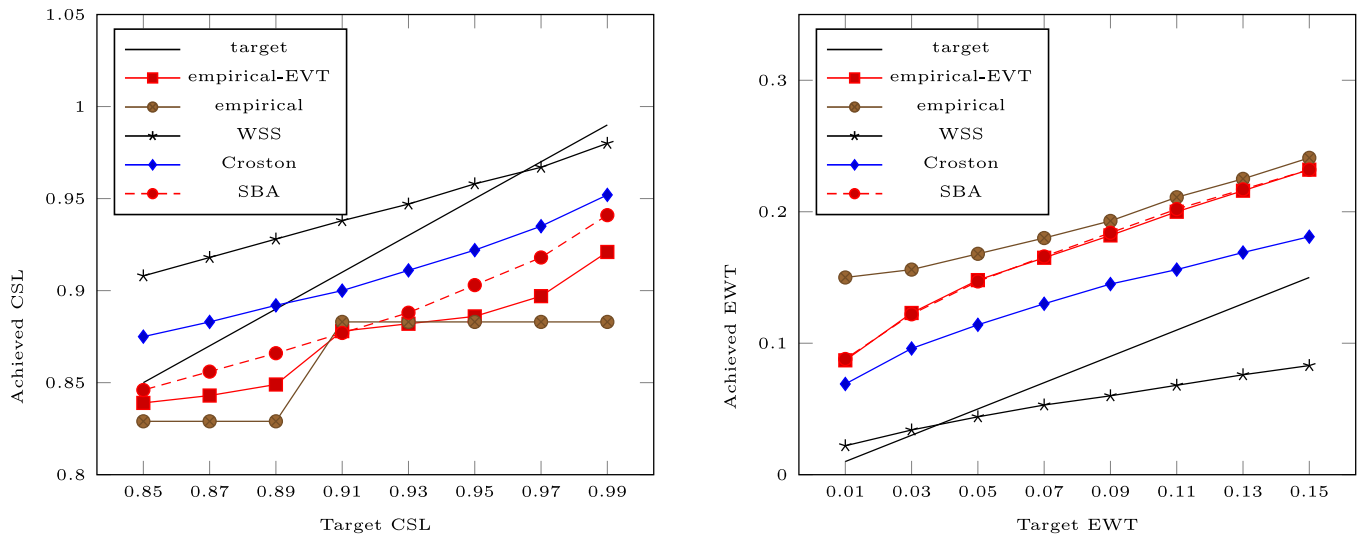 1.05
1
0.95
0.9
0.85
0.8
Achieved CSL
target
empirical-EVT
empirical
WSS
Croston
SBA
0.85 0.87 0.89 0.91 0.93 0.95 0.97 0.99
Target CSL
0.3
0.2
0.1
0
Achieved EWT
target
empirical-EVT
empirical
WSS
Croston
SBA
0.01 0.03 0.05 0.07 0.09 0.11 0.13 0.15
Target EWT